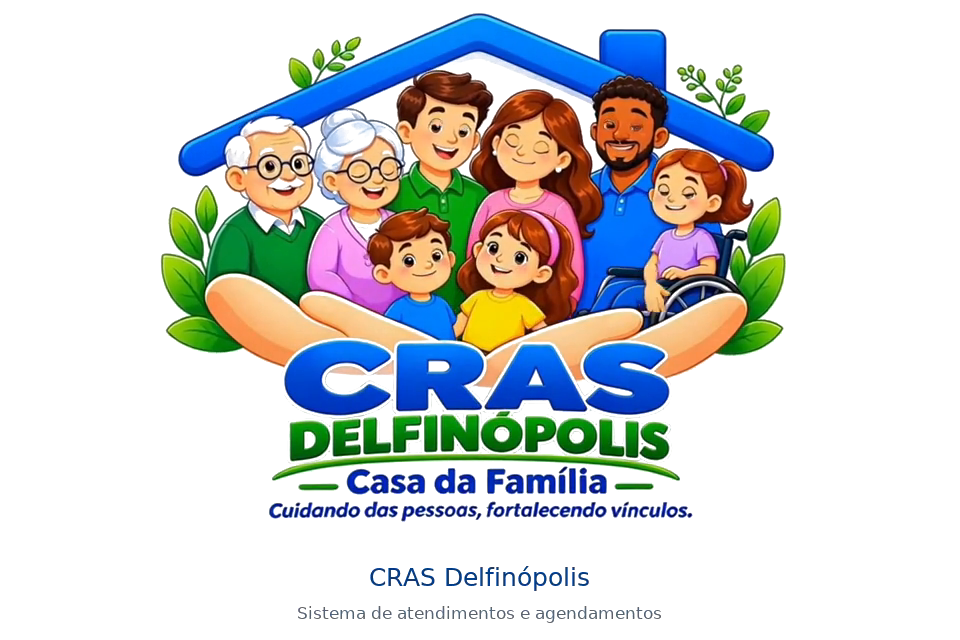 CRAS
DELFINÓPOLIS
Casa da Família
Cuidando das pessoas, fortalecendo vínculos.
CRAS Delfinópolis
Sistema de atendimentos e agendamentos